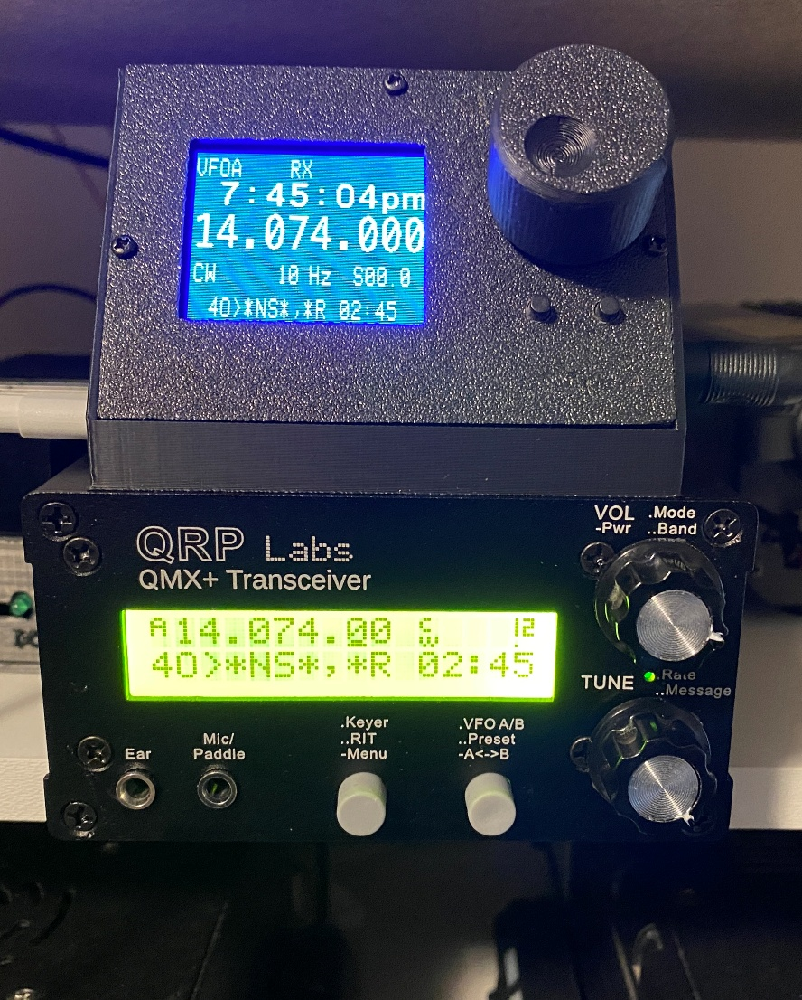 VFOA RX
7:45:04pm
14.074.000
CW 10 Hz S00.0
40)*NS*,*R 02:45
VOL .Mode
-Pwr ..Band
QRP Labs
QMX+ Transceiver
A14.074.00 CW 12
40>*NS*,*R 02:45
TUNE .Rate
..Message
.Keyer .VFO A/B
..RIT ..Preset
-Menu -A<->B
Ear Mic/
Paddle